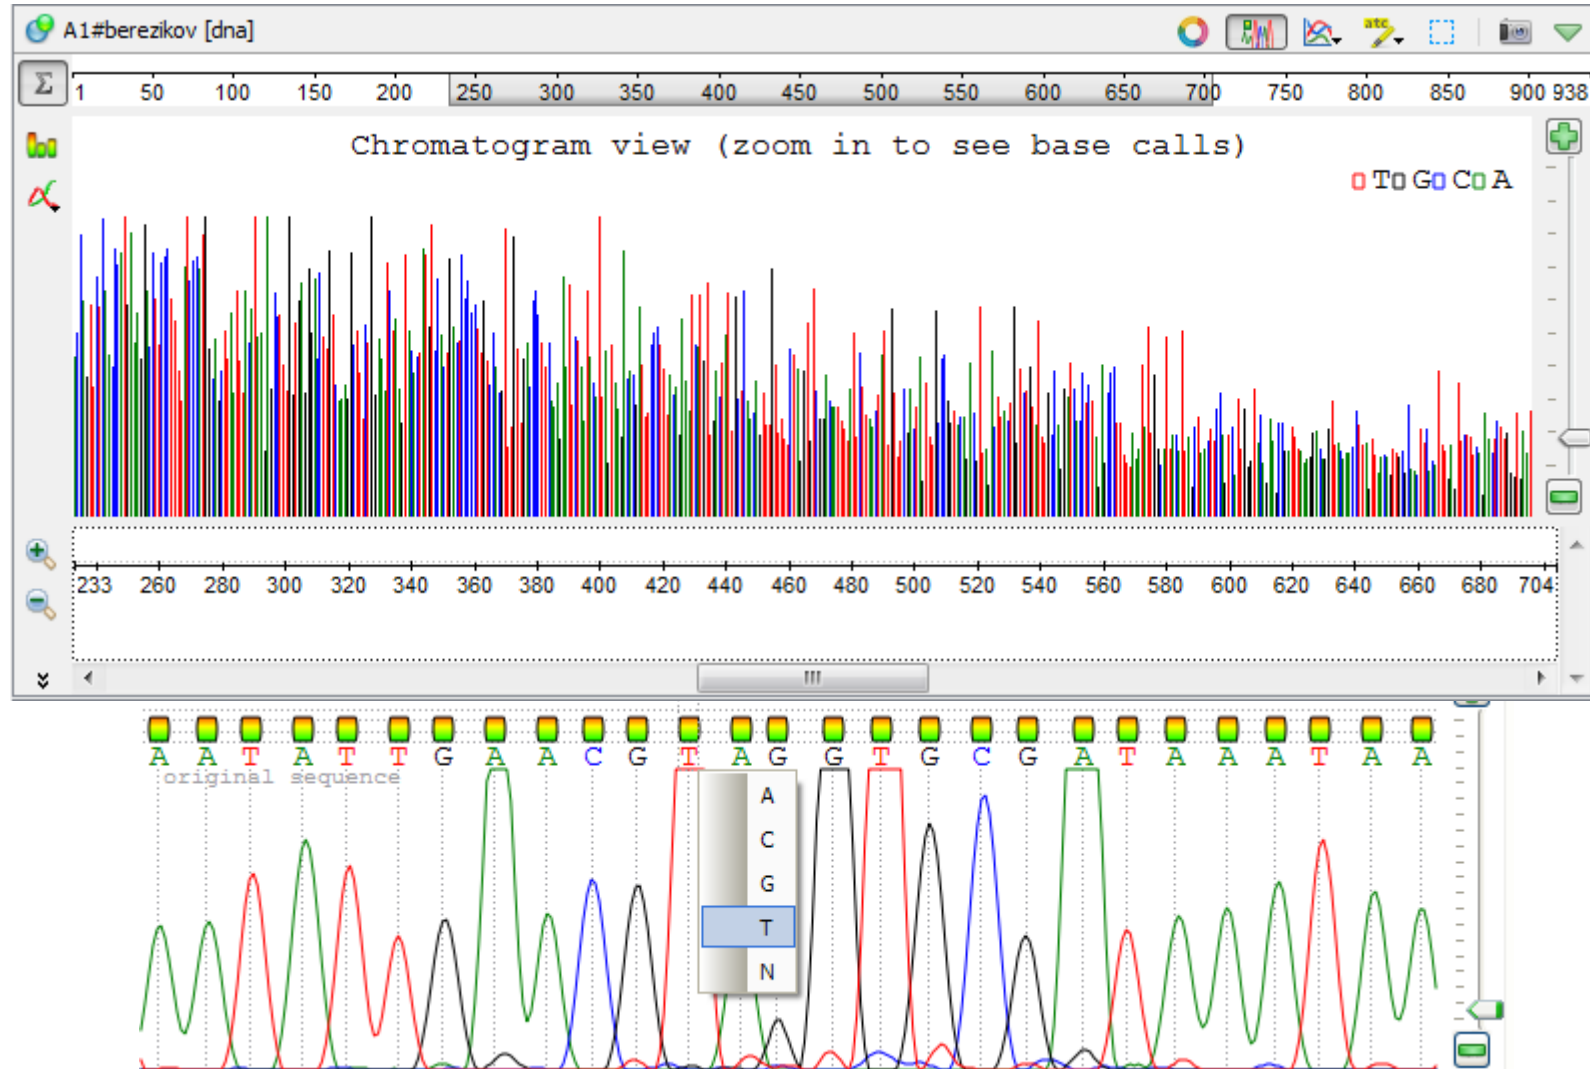 A1#berezikov [dna]
atc
Σ
1 50 100 150 200 250 300 350 400 450 500 550 600 650 700 750 800 850 900 938
Chromatogram view (zoom in to see base calls)
T G C A
233 260 280 300 320 340 360 380 400 420 440 460 480 500 520 540 560 580 600 620 640 660 680 704
A A T A T T G A A C G T A G G T G C G A T A A A T A A
original sequence
A
C
G
T
N